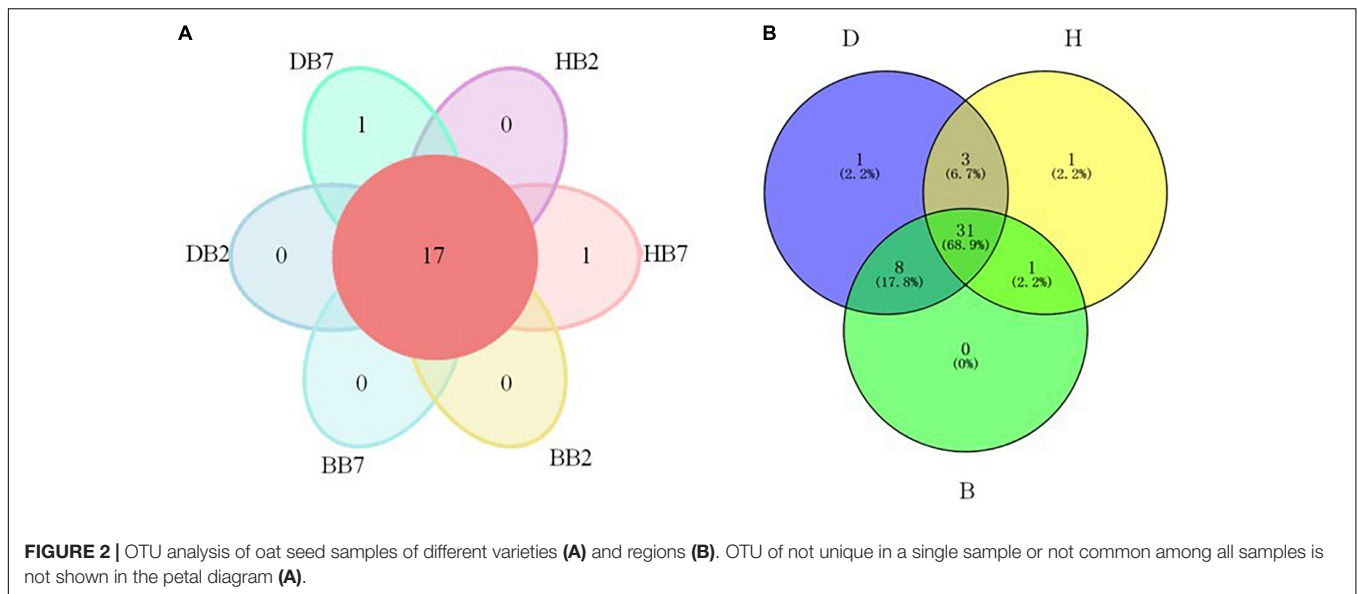 A
DB7
HB2
1
0
DB2
0
17
1
HB7
0
0
BB7
BB2
B
D
H
1
(2.2%)
3
(6.7%)
1
(2.2%)
31
(68.9%)
8
(17.8%)
1
(2.2%)
0
(0%)
B
FIGURE 2 | OTU analysis of oat seed samples of different varieties (A) and regions (B). OTU of not unique in a single sample or not common among all samples is
not shown in the petal diagram (A).